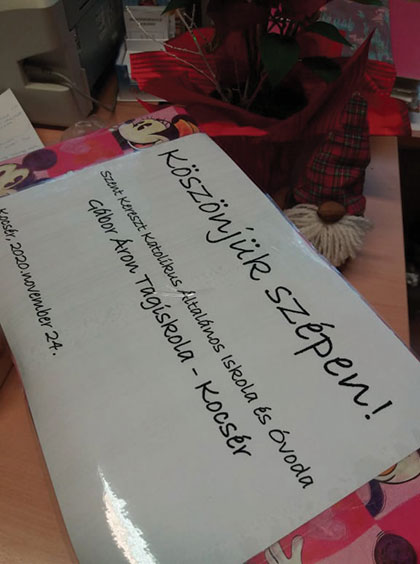 Köszönjük szépen!
Szent Kereszt Katolikus Általános Iskola és Óvoda
Gábor Áron Tagiskola - Kocsér
Kocsér, 2020.november 24.